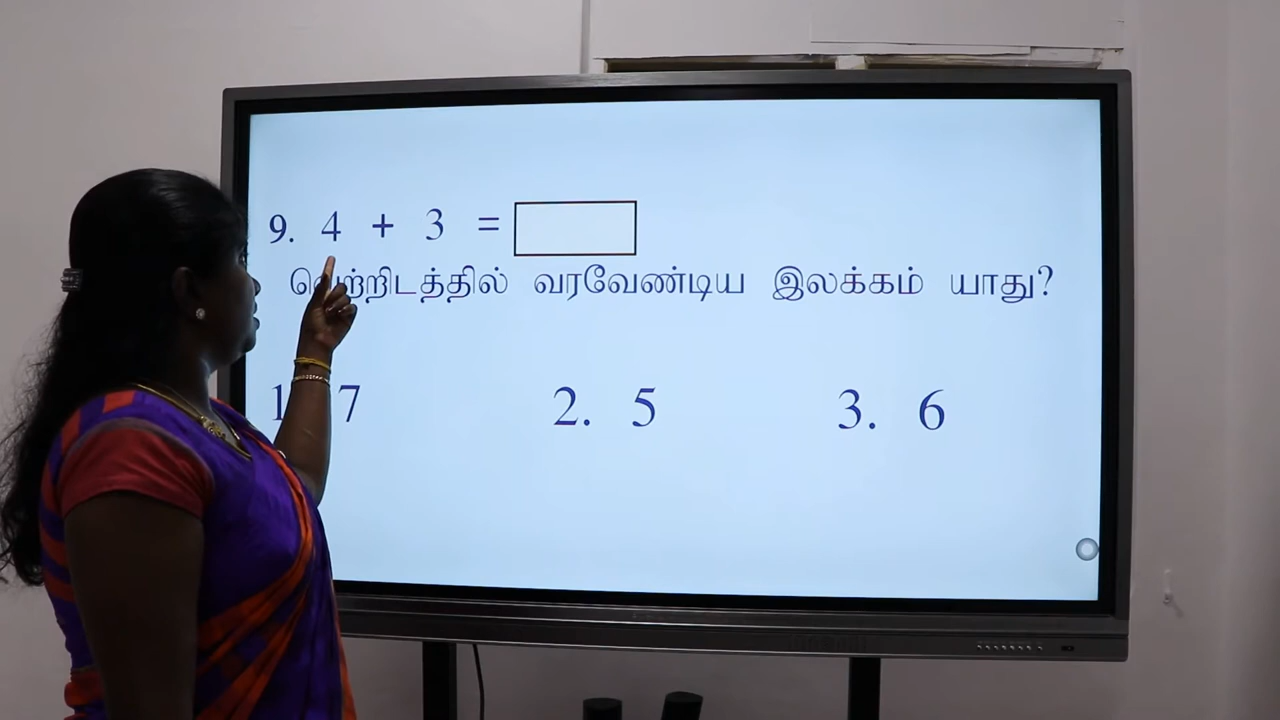 9. 4 + 3 =
வெற்றிடத்தில் வரவேண்டிய இலக்கம் யாது?
1. 7 2. 5 3. 6